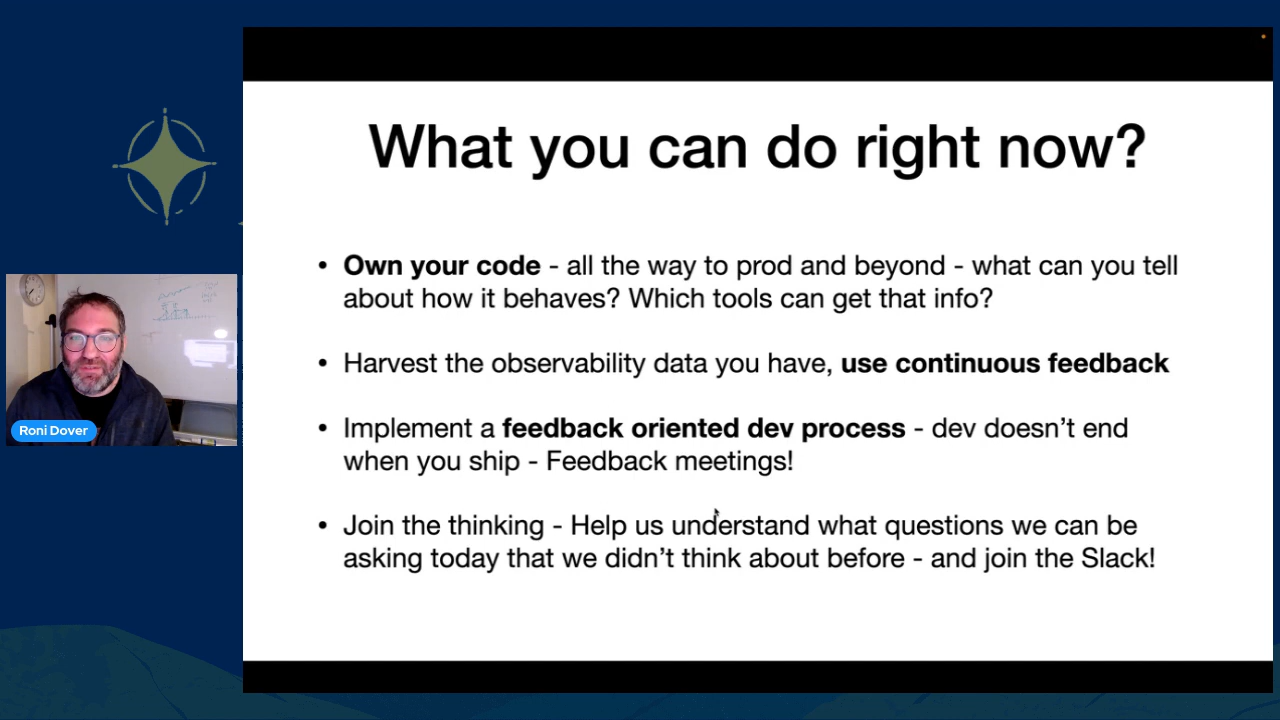 What you can do right now?
• Own your code - all the way to prod and beyond - what can you tell
about how it behaves? Which tools can get that info?
• Harvest the observability data you have, use continuous feedback
• Implement a feedback oriented dev process - dev doesn’t end
when you ship - Feedback meetings!
• Join the thinking - Help us understand what questions we can be
asking today that we didn’t think about before - and join the Slack!
Roni Dover